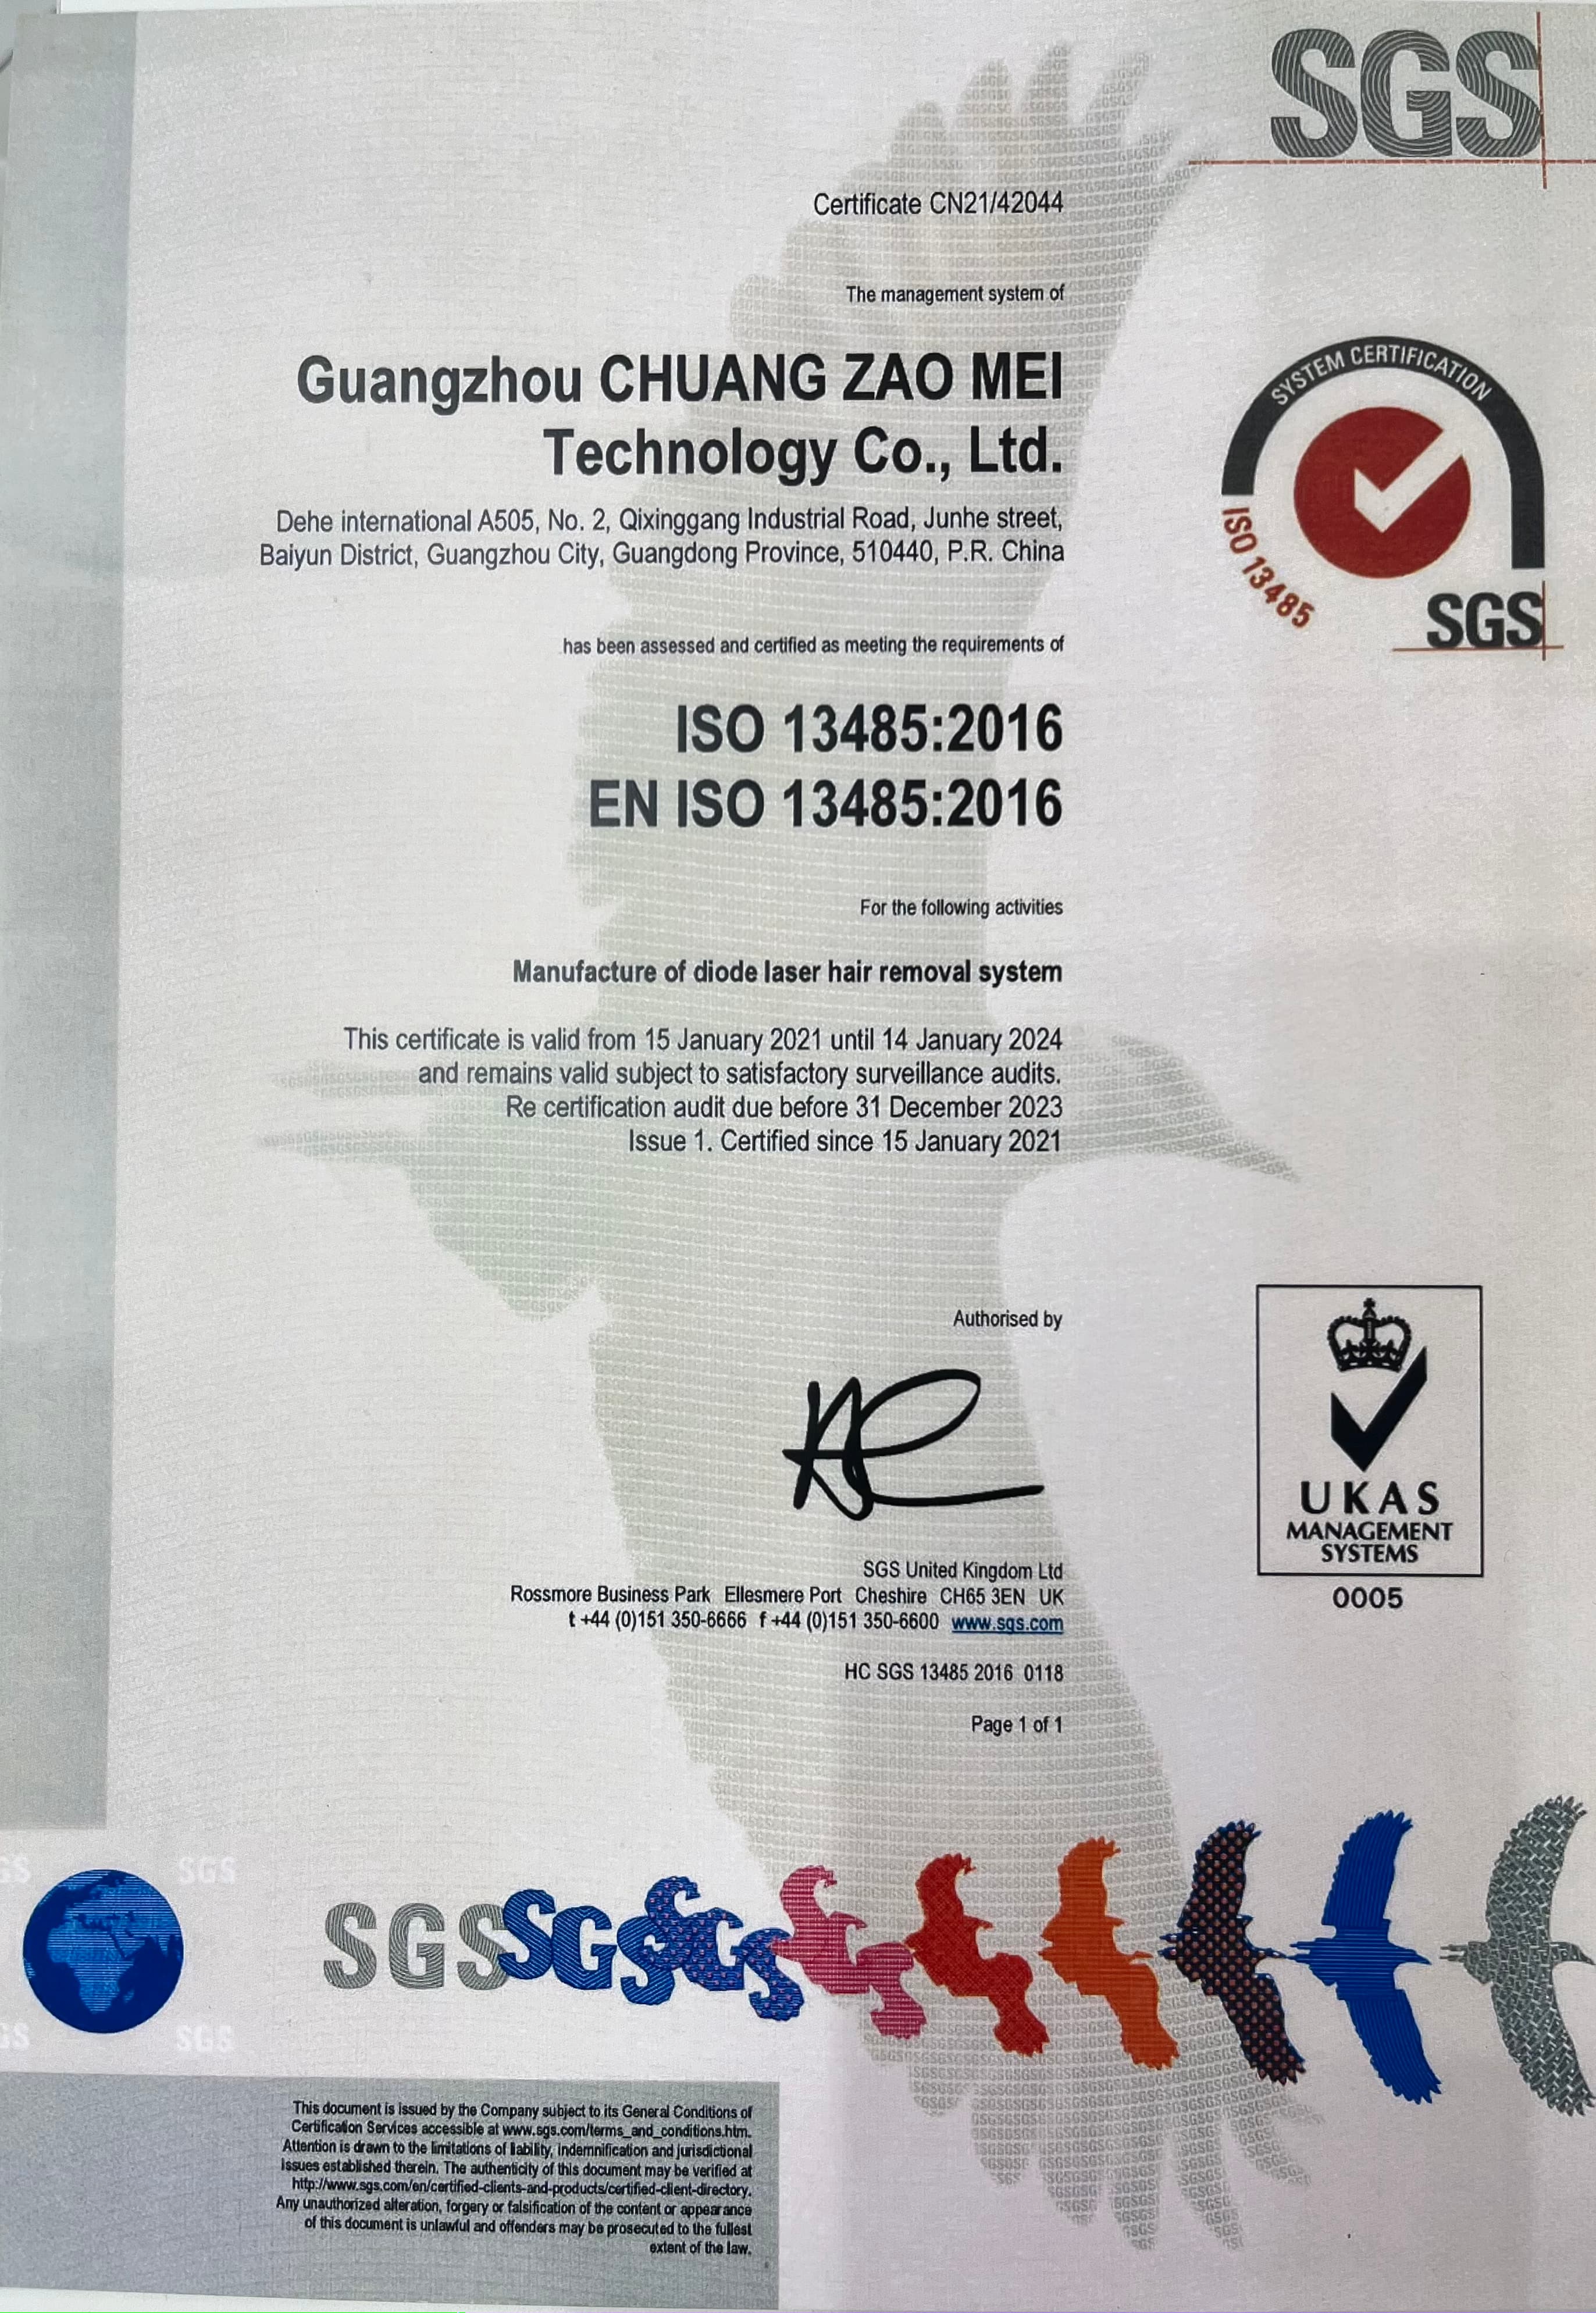 SGS
Certificate CN21/42044
The management system of
Guangzhou CHUANG ZAO MEI
Technology Co., Ltd.
Dehe international A505, No. 2, Qixinggang Industrial Road, Junhe street,
Baiyun District, Guangzhou City, Guangdong Province, 510440, P.R. China
SYSTEM CERTIFICATION
ISO 13485
SGS
has been assessed and certified as meeting the requirements of
ISO 13485:2016
EN ISO 13485:2016
For the following activities
Manufacture of diode laser hair removal system
This certificate is valid from 15 January 2021 until 14 January 2024
and remains valid subject to satisfactory surveillance audits.
Re certification audit due before 31 December 2023
Issue 1. Certified since 15 January 2021
Authorised by
UKAS
MANAGEMENT
SYSTEMS
0005
SGS United Kingdom Ltd
Rossmore Business Park Ellesmere Port Cheshire CH65 3EN UK
t +44 (0)151 350-6666 f +44 (0)151 350-6600 www.sgs.com
HC SGS 13485 2016 0118
Page 1 of 1
SGS
SGS SGS SGS
SGS
This document is issued by the Company subject to its General Conditions of
Certification Services accessible at www.sgs.com/terms_and_conditions.htm.
Attention is drawn to the limitations of liability, indemnification and jurisdictional
issues established therein. The authenticity of this document may be verified at
http://www.sgs.com/en/certified-clients-and-products/certified-client-directory.
Any unauthorized alteration, forgery or falsification of the content or appearance
of this document is unlawful and offenders may be prosecuted to the fullest
extent of the law.